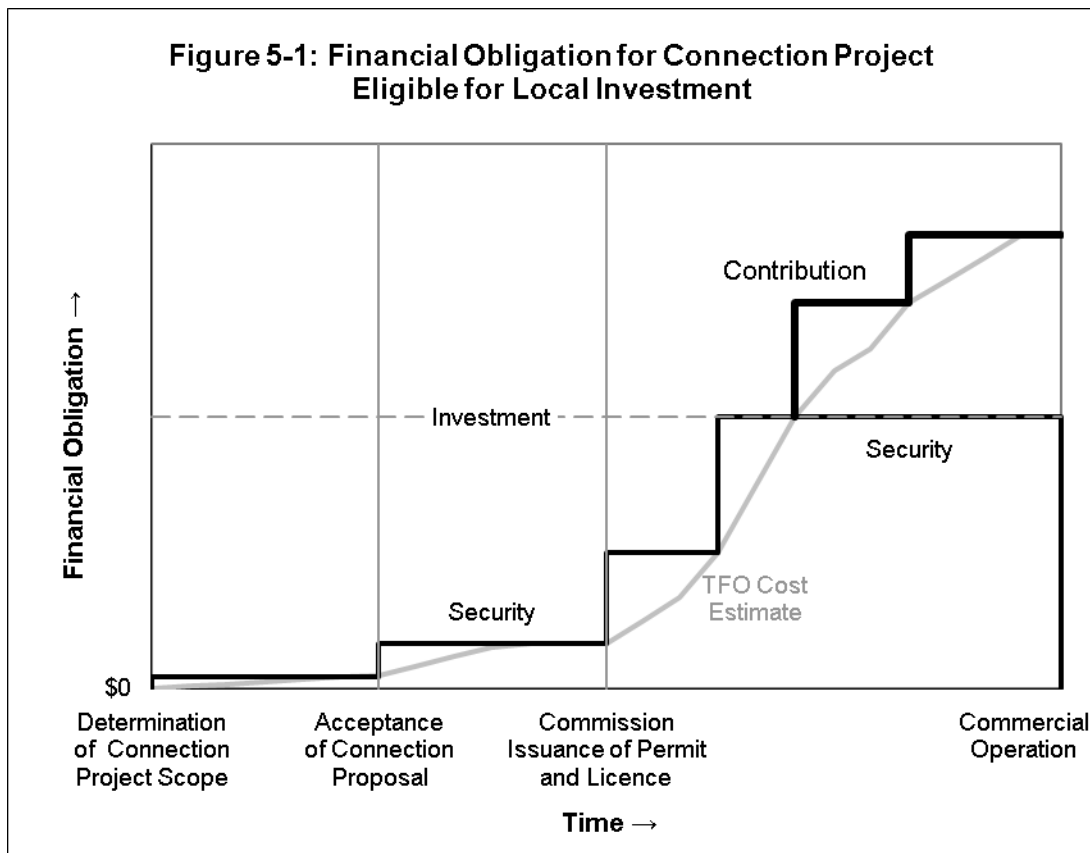 Figure 5-1: Financial Obligation for Connection Project
Eligible for Local Investment
Financial Obligation →
Contribution
Investment
Security
TFO Cost
Estimate
Security
$0
Determination
of Connection
Project Scope
Acceptance
of Connection
Proposal
Commission
Issuance of Permit
and Licence
Commercial
Operation
Time →